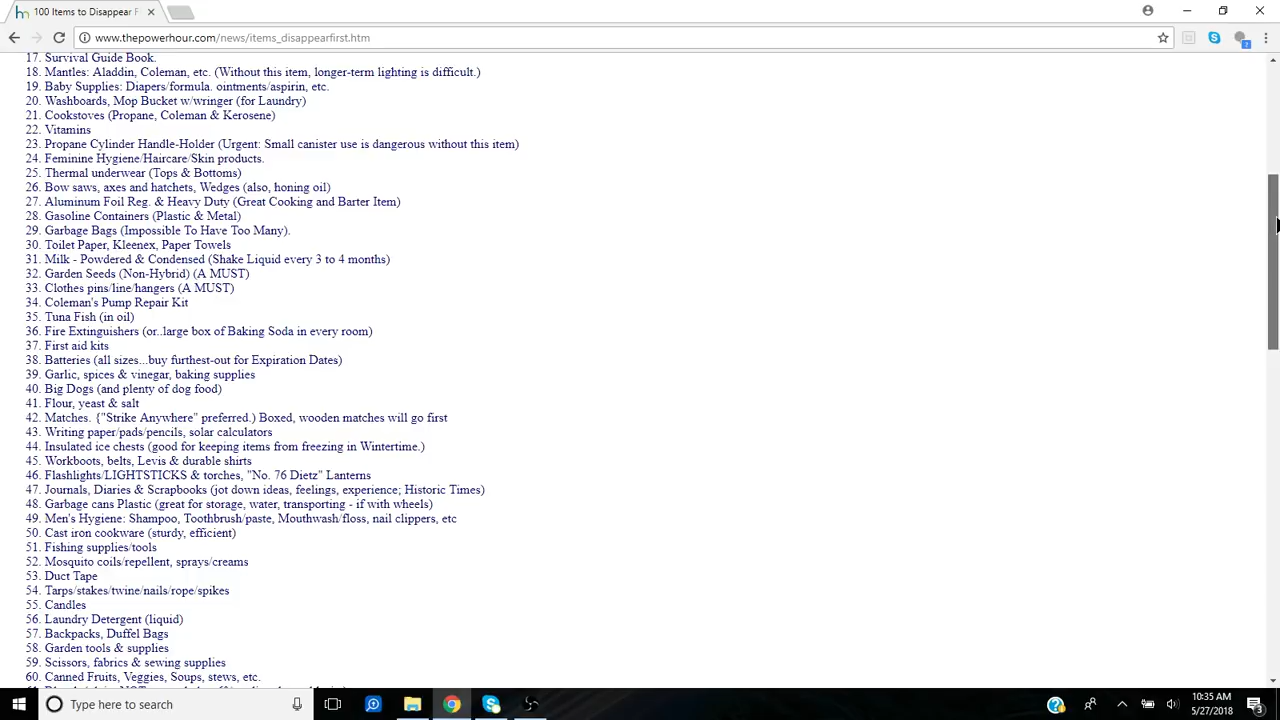 100 Items to Disappear F
www.thepowerhour.com/news/items_disappearfirst.htm
17. Survival Guide Book.
18. Mantles: Aladdin, Coleman, etc. (Without this item, longer-term lighting is difficult.)
19. Baby Supplies: Diapers/formula. ointments/aspirin, etc.
20. Washboards, Mop Bucket w/wringer (for Laundry)
21. Cookstoves (Propane, Coleman & Kerosene)
22. Vitamins
23. Propane Cylinder Handle-Holder (Urgent: Small canister use is dangerous without this item)
24. Feminine Hygiene/Haircare/Skin products.
25. Thermal underwear (Tops & Bottoms)
26. Bow saws, axes and hatchets, Wedges (also, honing oil)
27. Aluminum Foil Reg. & Heavy Duty (Great Cooking and Barter Item)
28. Gasoline Containers (Plastic & Metal)
29. Garbage Bags (Impossible To Have Too Many).
30. Toilet Paper, Kleenex, Paper Towels
31. Milk - Powdered & Condensed (Shake Liquid every 3 to 4 months)
32. Garden Seeds (Non-Hybrid) (A MUST)
33. Clothes pins/line/hangers (A MUST)
34. Coleman's Pump Repair Kit
35. Tuna Fish (in oil)
36. Fire Extinguishers (or..large box of Baking Soda in every room)
37. First aid kits
38. Batteries (all sizes...buy furthest-out for Expiration Dates)
39. Garlic, spices & vinegar, baking supplies
40. Big Dogs (and plenty of dog food)
41. Flour, yeast & salt
42. Matches. {"Strike Anywhere" preferred.) Boxed, wooden matches will go first
43. Writing paper/pads/pencils, solar calculators
44. Insulated ice chests (good for keeping items from freezing in Wintertime.)
45. Workboots, belts, Levis & durable shirts
46. Flashlights/LIGHTSTICKS & torches, "No. 76 Dietz" Lanterns
47. Journals, Diaries & Scrapbooks (jot down ideas, feelings, experience; Historic Times)
48. Garbage cans Plastic (great for storage, water, transporting - if with wheels)
49. Men's Hygiene: Shampoo, Toothbrush/paste, Mouthwash/floss, nail clippers, etc
50. Cast iron cookware (sturdy, efficient)
51. Fishing supplies/tools
52. Mosquito coils/repellent, sprays/creams
53. Duct Tape
54. Tarps/stakes/twine/nails/rope/spikes
55. Candles
56. Laundry Detergent (liquid)
57. Backpacks, Duffel Bags
58. Garden tools & supplies
59. Scissors, fabrics & sewing supplies
60. Canned Fruits, Veggies, Soups, stews, etc.
Type here to search
10:35 AM
5/27/2018